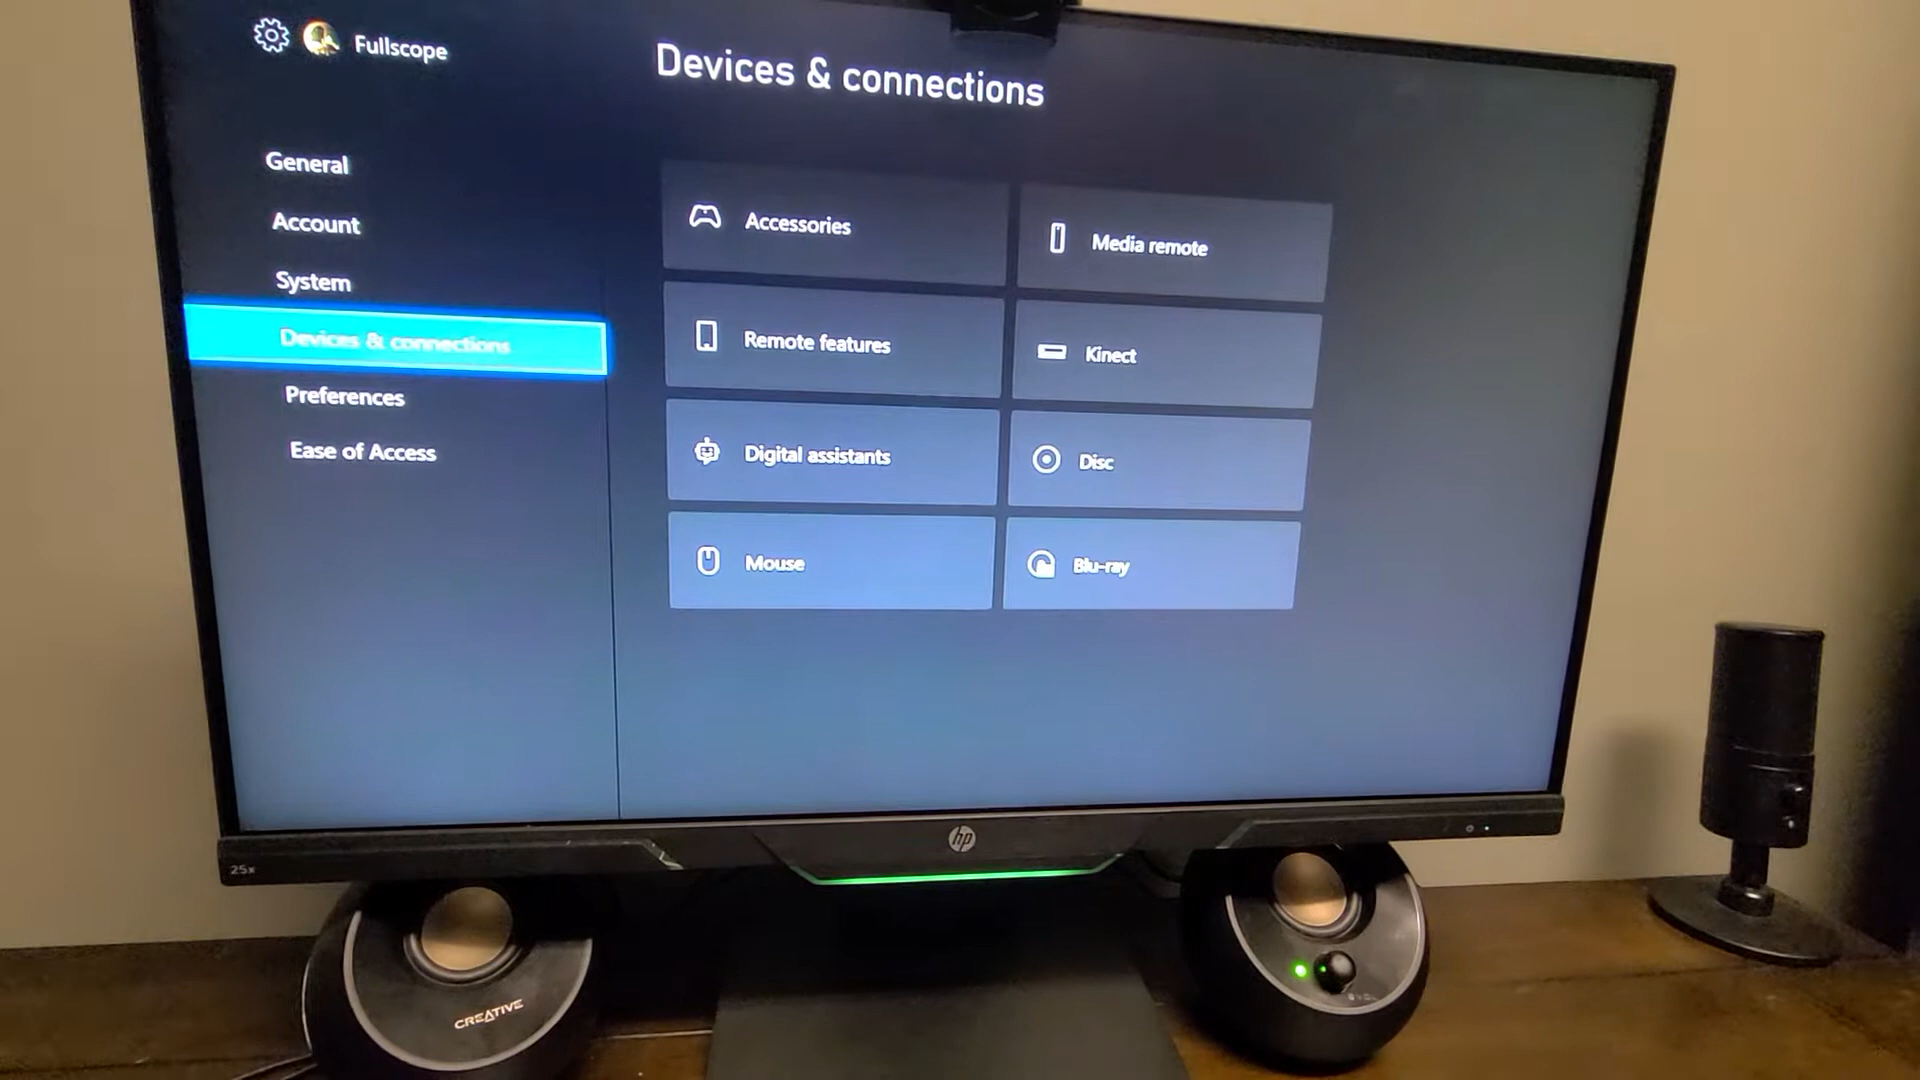 Fullscope
General
Account
System
Devices & connections
Preferences
Ease of Access
Devices & connections
Accessories
Media remote
Remote features
Kinect
Digital assistants
Disc
Mouse
Blu-ray
hp
25x
CREATIVE